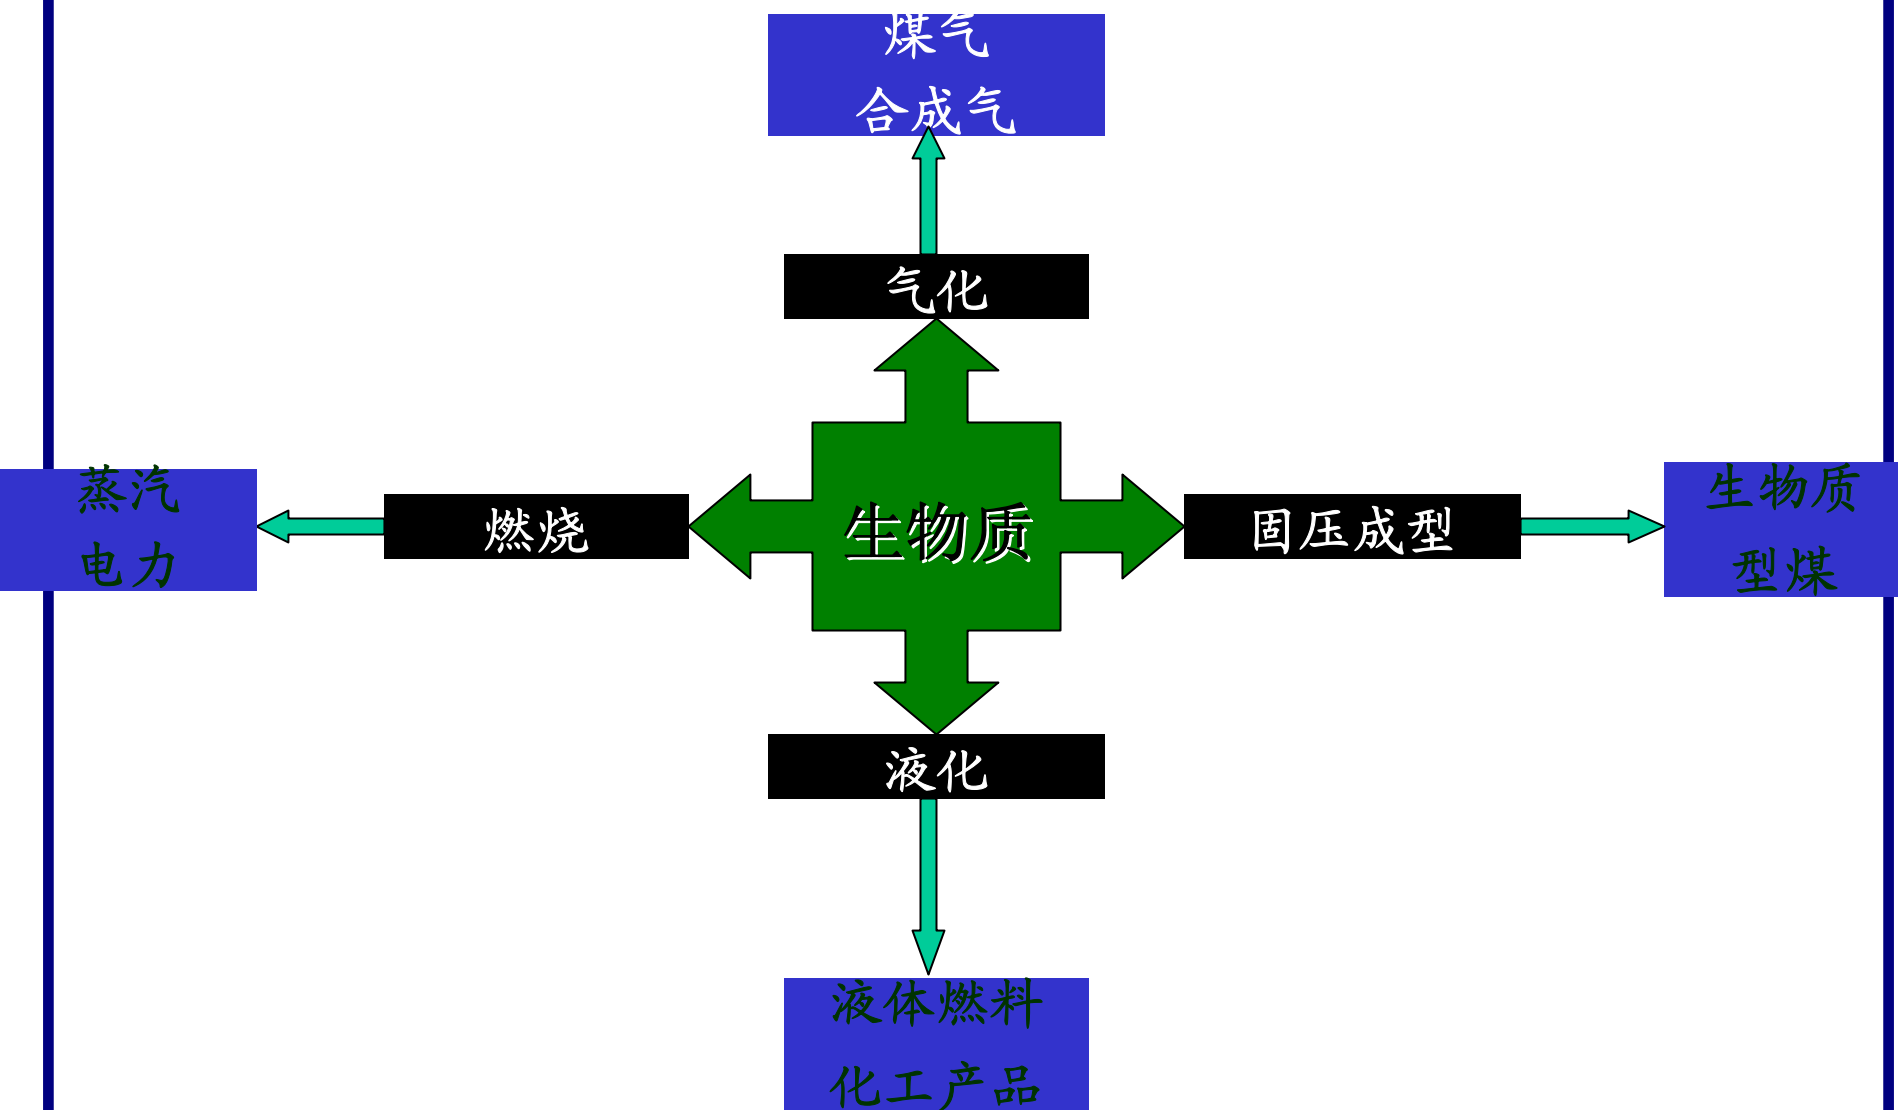 煤气
合成气
气化
蒸汽
电力
燃烧
生物质
固压成型
生物质
型煤
液化
液体燃料
化工产品